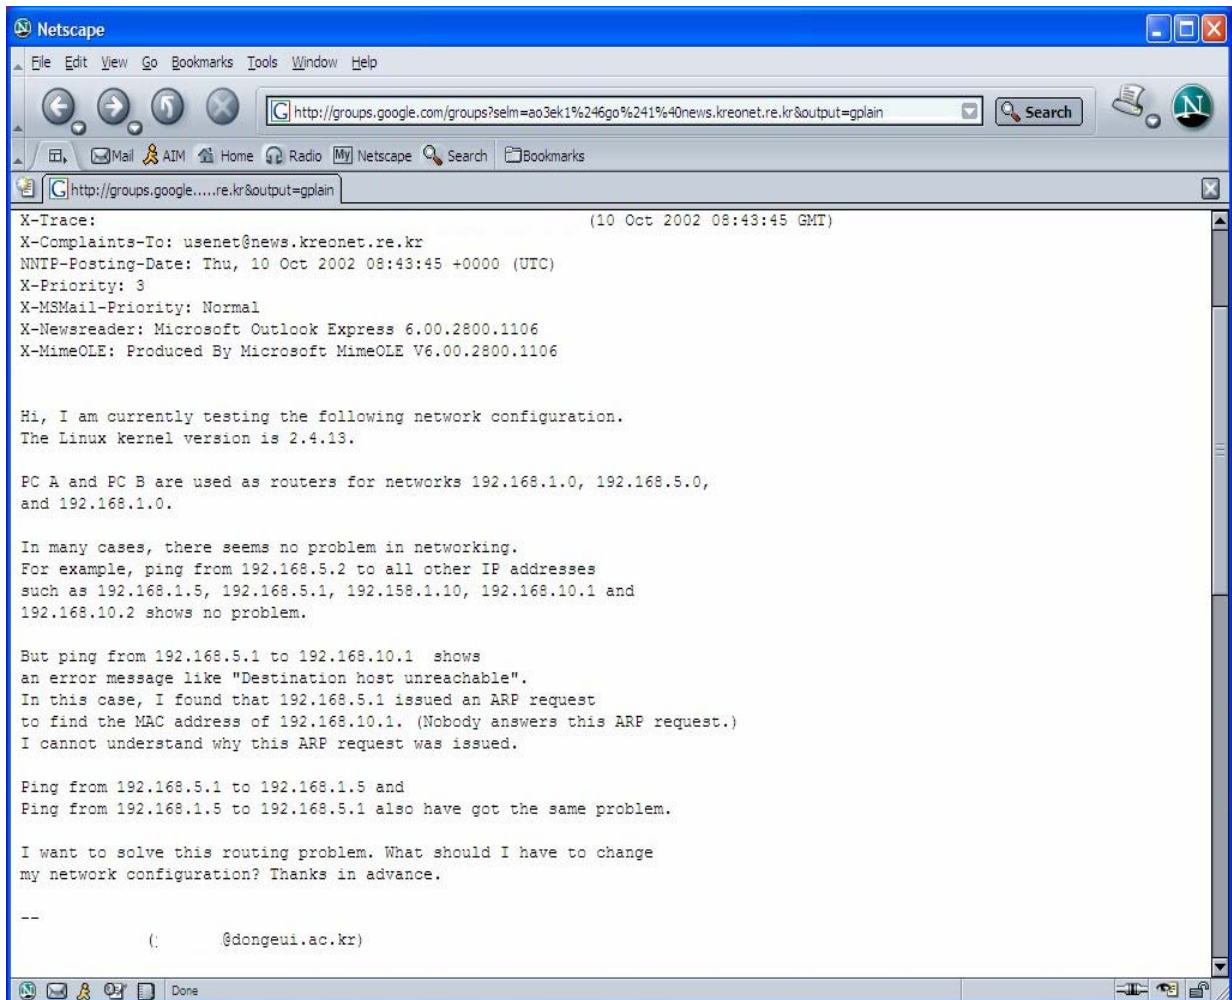 Netscape
File Edit View Go Bookmarks Tools Window Help
http://groups.google.com/groups?selm=ao3ek1%246go%241%40news.kreonet.re.kr&output=gplain Search N
Mail AIM Home Radio My Netscape Search Bookmarks
http://groups.google.....re.kr&output=gplain
X-Trace: (10 Oct 2002 08:43:45 GMT)
X-Complaints-To: usenet@news.kreonet.re.kr
NNTP-Posting-Date: Thu, 10 Oct 2002 08:43:45 +0000 (UTC)
X-Priority: 3
X-MSMail-Priority: Normal
X-Newsreader: Microsoft Outlook Express 6.00.2800.1106
X-MimeOLE: Produced By Microsoft MimeOLE V6.00.2800.1106
Hi, I am currently testing the following network configuration.
The Linux kernel version is 2.4.13.
PC A and PC B are used as routers for networks 192.168.1.0, 192.168.5.0,
and 192.168.1.0.
In many cases, there seems no problem in networking.
For example, ping from 192.168.5.2 to all other IP addresses
such as 192.168.1.5, 192.168.5.1, 192.158.1.10, 192.168.10.1 and
192.168.10.2 shows no problem.
But ping from 192.168.5.1 to 192.168.10.1 shows
an error message like "Destination host unreachable".
In this case, I found that 192.168.5.1 issued an ARP request
to find the MAC address of 192.168.10.1. (Nobody answers this ARP request.)
I cannot understand why this ARP request was issued.
Ping from 192.168.5.1 to 192.168.1.5 and
Ping from 192.168.1.5 to 192.168.5.1 also have got the same problem.
I want to solve this routing problem. What should I have to change
my network configuration? Thanks in advance.
--
( @dongeui.ac.kr)
Done